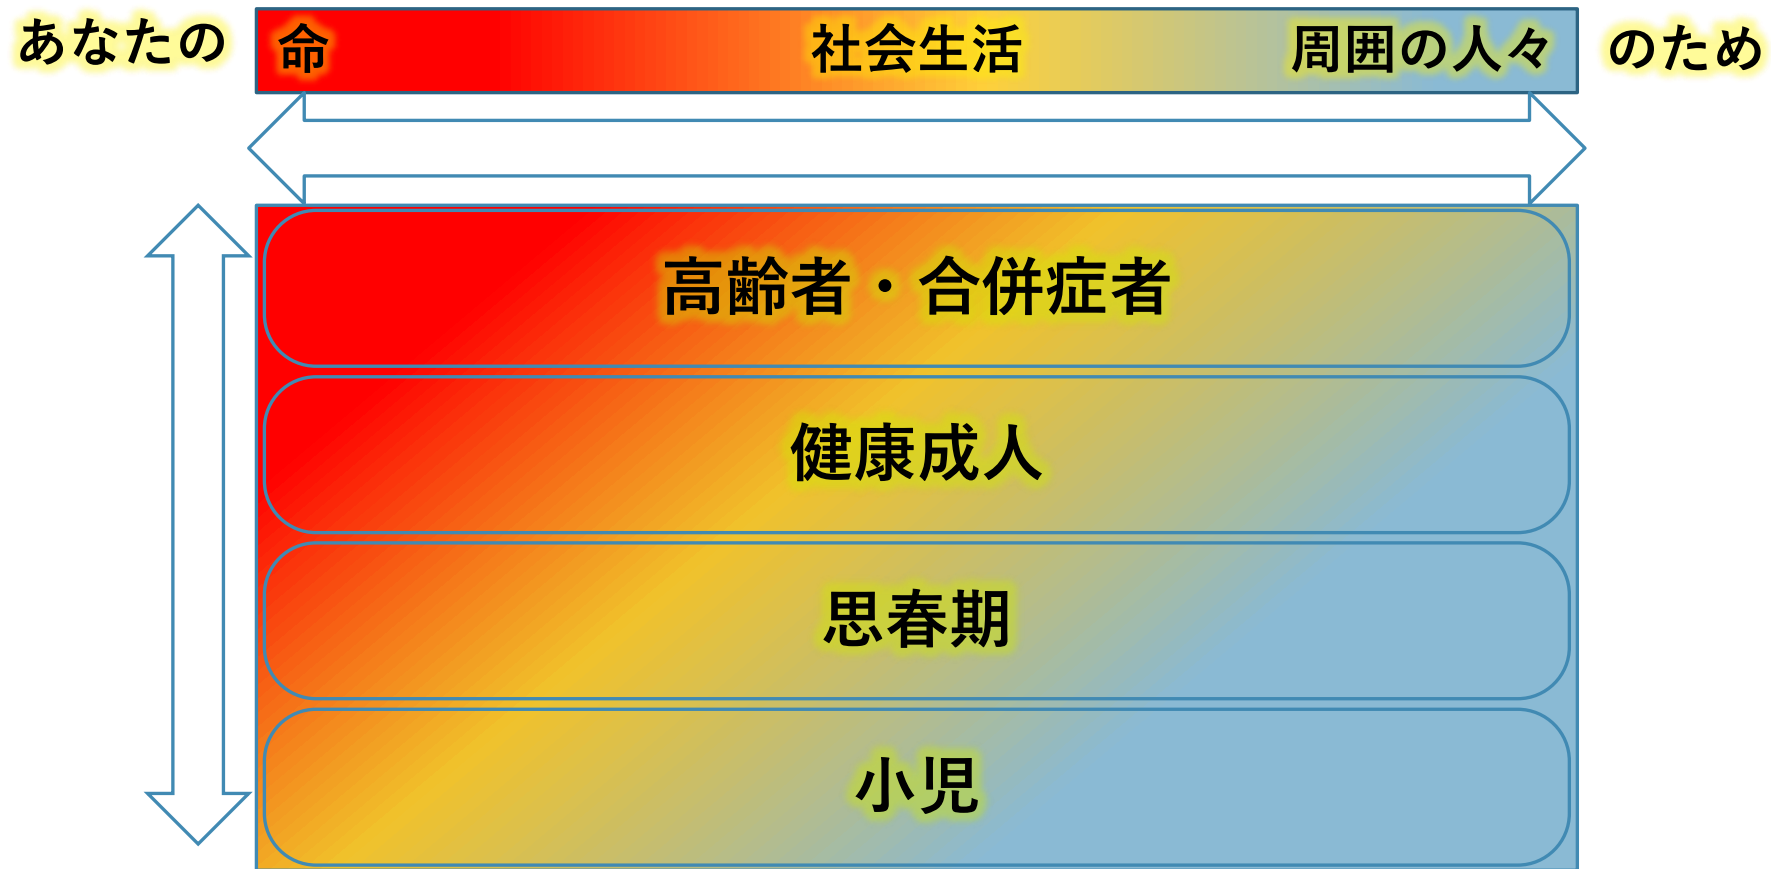 あなたの 命 社会生活 周囲の人々 のため
高齢者・合併症者
健康成人
思春期
小児